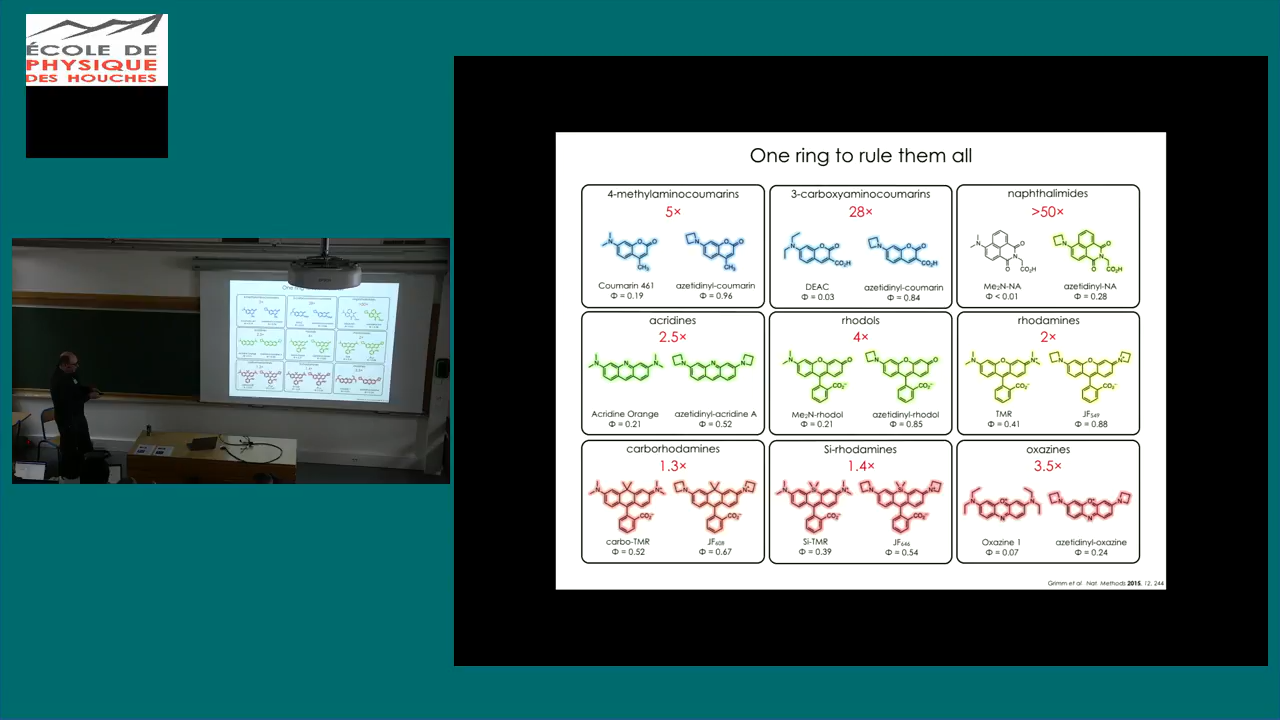 ÉCOLE DE
PHYSIQUE
DES HOUCHES
One ring to rule them all
4-methylaminocoumarins
5×
Coumarin 461
Φ = 0.19
azetidinyl-coumarin
Φ = 0.96
3-carboxyaminocoumarins
28×
DEAC
Φ = 0.03
azetidinyl-coumarin
Φ = 0.84
naphthalimides
>50×
Me₂N-NA
Φ < 0.01
azetidinyl-NA
Φ = 0.28
acridines
2.5×
Acridine Orange
Φ = 0.21
azetidinyl-acridine A
Φ = 0.52
rhodols
4×
Me₂N-rhodol
Φ = 0.21
azetidinyl-rhodol
Φ = 0.85
rhodamines
2×
TMR
Φ = 0.41
JF₅₄₉
Φ = 0.88
carborhodamines
1.3×
carbo-TMR
Φ = 0.52
JF₆₀₈
Φ = 0.67
Si-rhodamines
1.4×
Si-TMR
Φ = 0.39
JF₆₄₆
Φ = 0.54
oxazines
3.5×
Oxazine 1
Φ = 0.07
azetidinyl-oxazine
Φ = 0.24
Grimm et al. Nat. Methods 2015, 12, 244